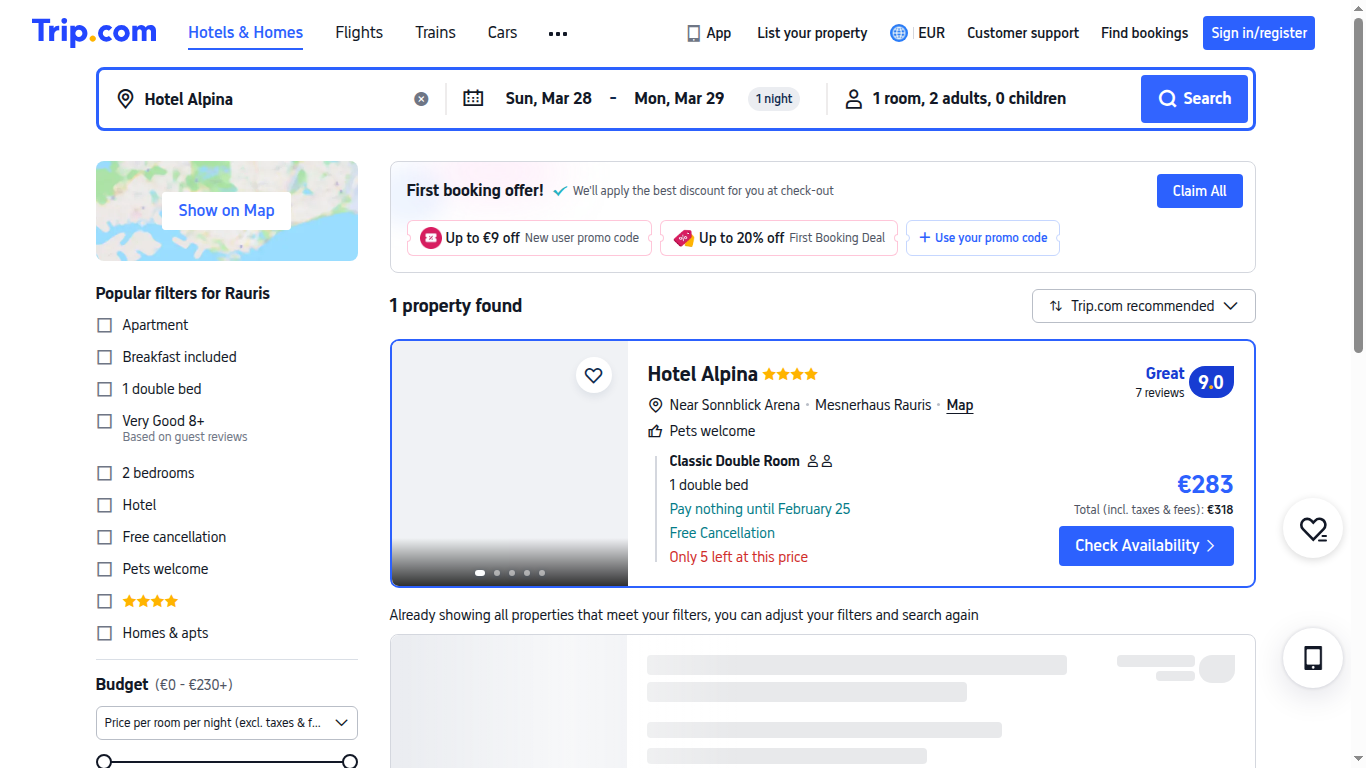 Trip.com
Hotels & Homes
Flights
Trains
Cars
App
List your property
EUR
Customer support
Find bookings
Sign in/register
Hotel Alpina
Sun, Mar 28 - Mon, Mar 29
1 night
1 room, 2 adults, 0 children
Search
Show on Map
First booking offer!
We'll apply the best discount for you at check-out
Claim All
Up to €9 off New user promo code
Up to 20% off First Booking Deal
+ Use your promo code
Popular filters for Rauris
Apartment
Breakfast included
1 double bed
Very Good 8+
Based on guest reviews
2 bedrooms
Hotel
Free cancellation
Pets welcome
Homes & apts
Budget (€0 - €230+)
Price per room per night (excl. taxes & f...
1 property found
Trip.com recommended
Hotel Alpina
Great
7 reviews
9.0
Near Sonnblick Arena · Mesnerhaus Rauris · Map
Pets welcome
Classic Double Room
1 double bed
Pay nothing until February 25
Free Cancellation
Only 5 left at this price
€283
Total (incl. taxes & fees): €318
Check Availability
Already showing all properties that meet your filters, you can adjust your filters and search again